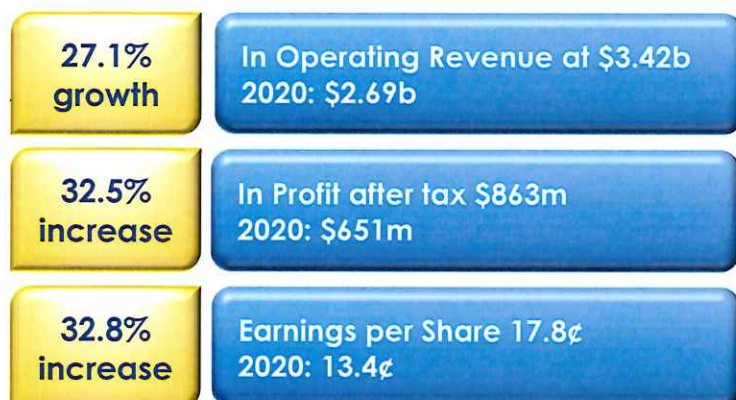 27.1%
growth
In Operating Revenue at $3.42b
2020: $2.69b
32.5%
increase
In Profit after tax $863m
2020: $651m
32.8%
increase
Earnings per Share 17.8¢
2020: 13.4¢